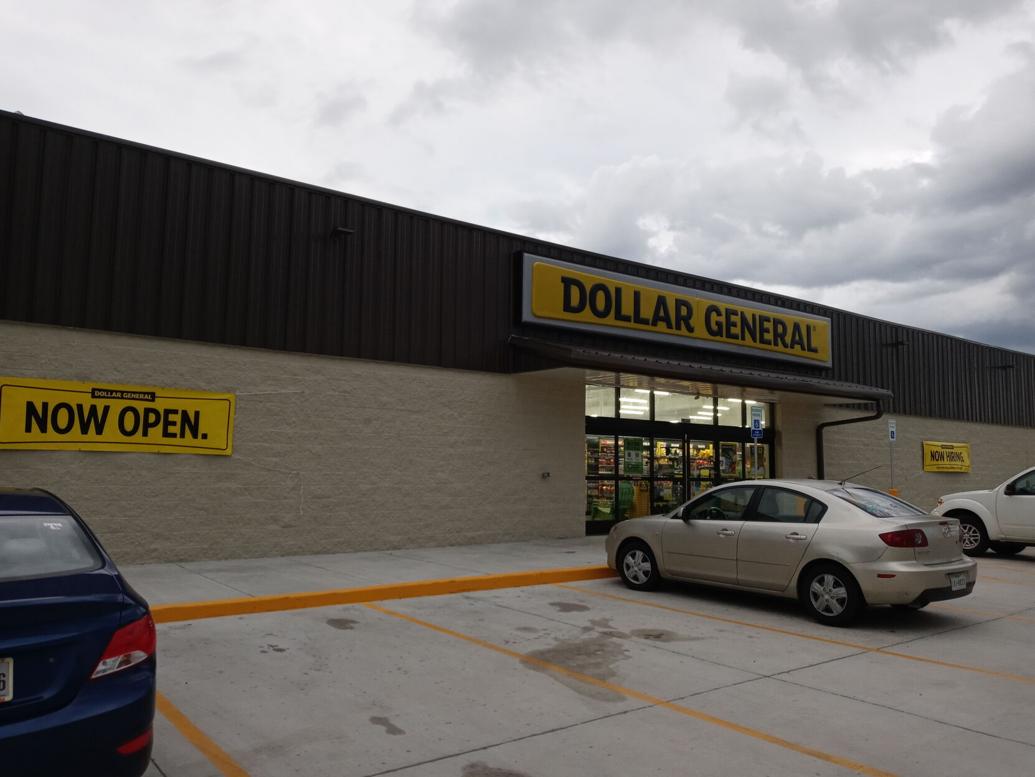 DOLLAR GENERAL®
DOLLAR GENERAL
NOW OPEN.
NOW HIRING.